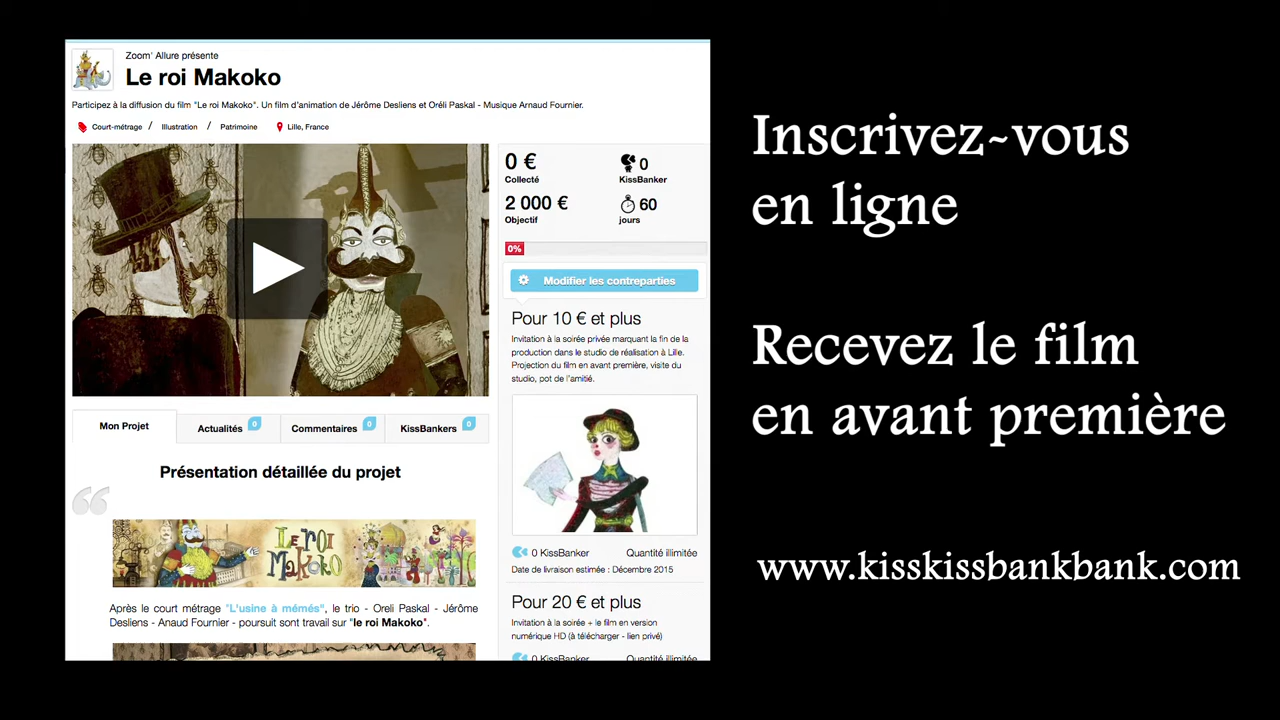 Zoom' Allure présente
Le roi Makoko
Participez à la diffusion du film "Le roi Makoko". Un film d'animation de Jérôme Desliens et Oréli Paskal - Musique Arnaud Fournier.
Court-métrage / Illustration / Patrimoine Lille, France
0 €
Collecté
0
KissBanker
2 000 €
Objectif
60
jours
0%
Modifier les contreparties
Pour 10 € et plus
Invitation à la soirée privée marquant la fin de la
production dans le studio de réalisation à Lille.
Projection du film en avant première, visite du
studio, pot de l'amitié.
0 KissBanker Quantité illimitée
Date de livraison estimée : Décembre 2015
Pour 20 € et plus
Invitation à la soirée + le film en version
numérique HD (à télécharger - lien privé)
0 KissBanker Quantité illimitée
Mon Projet
Actualités 0
Commentaires 0
KissBankers 0
Présentation détaillée du projet
LE ROI
MAKOKO
Après le court métrage "L'usine à mémés", le trio - Oreli Paskal - Jérôme
Desliens - Anaud Fournier - poursuit sont travail sur "le roi Makoko".
Inscrivez-vous
en ligne
Recevez le film
en avant première
www.kisskissbankbank.com